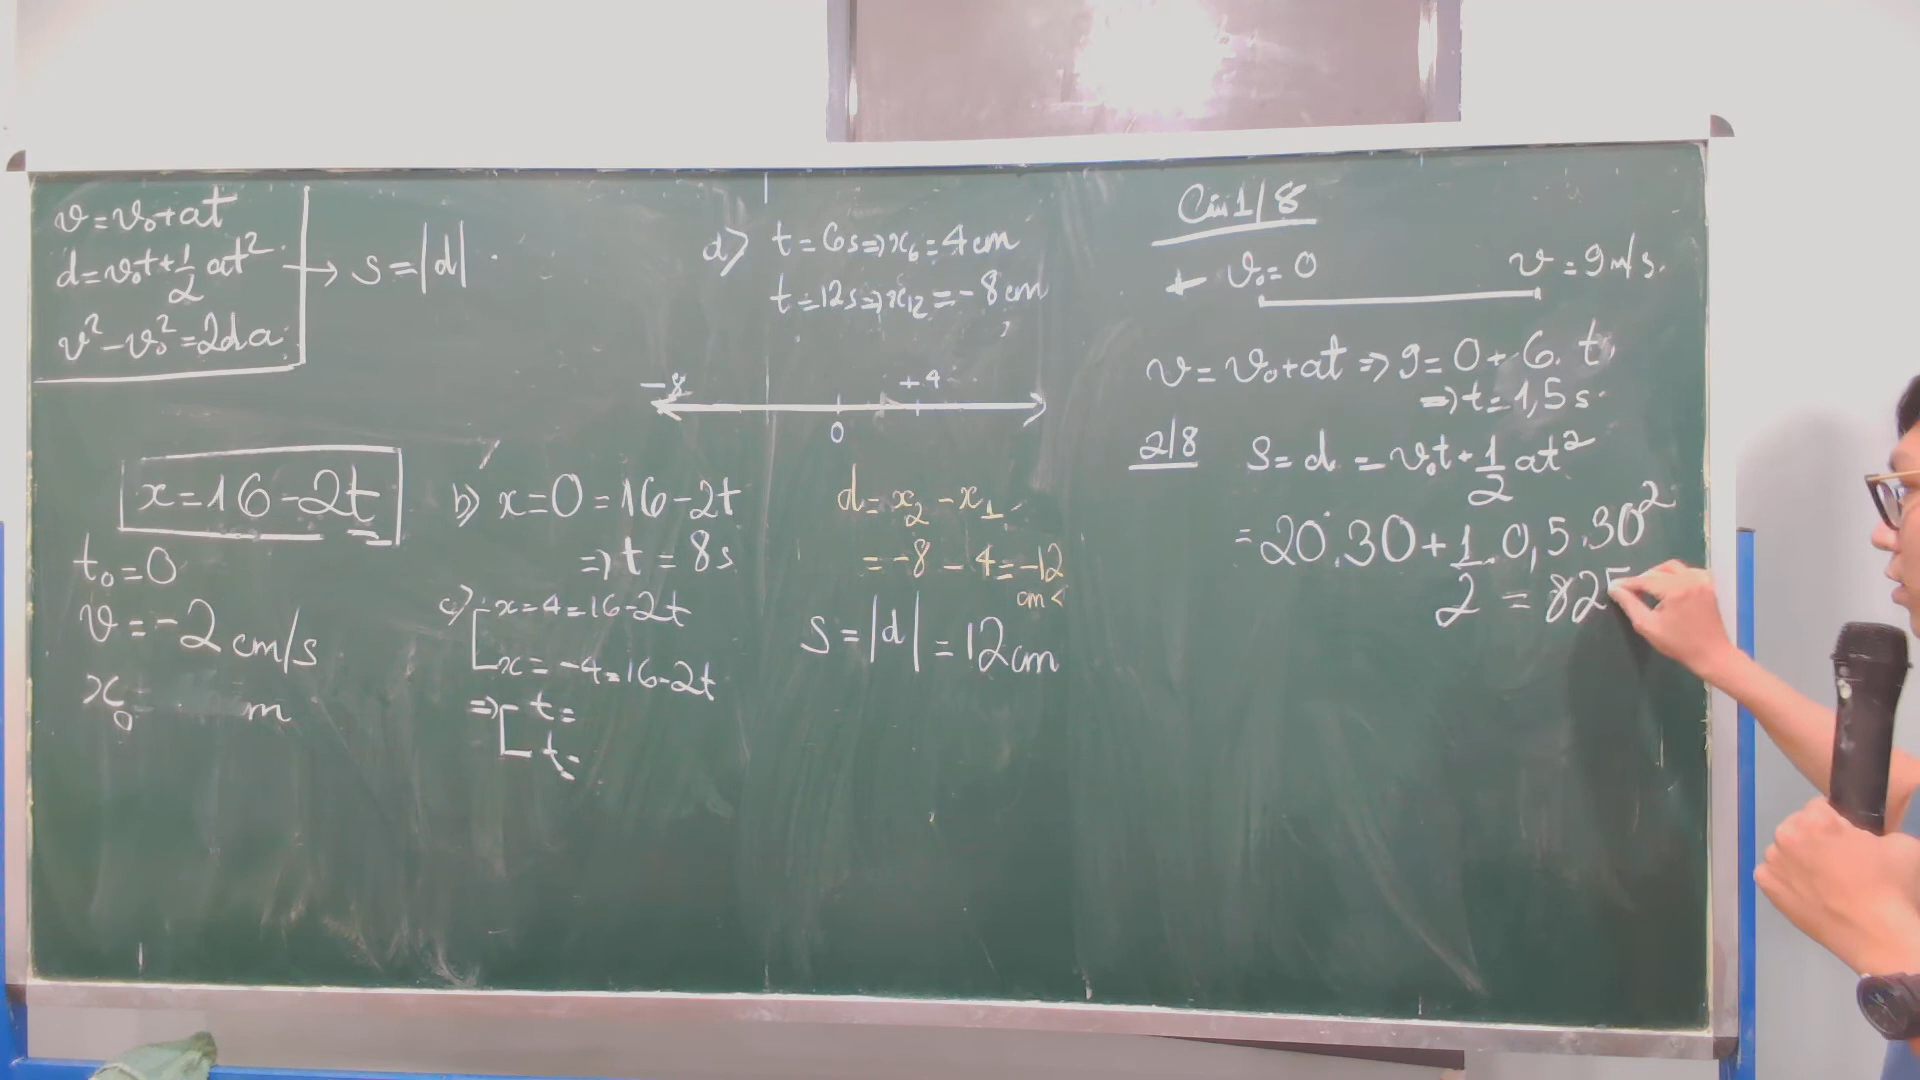 v = v₀ + at
d = v₀t + 1/2 at²
v² - v₀² = 2da
→ s = |d|
x = 16 - 2t
t₀ = 0
v = -2 cm/s
x₀ = m
b) x = 0 = 16 - 2t
=> t = 8s
c) x = 4 = 16 - 2t
x = -4 = 16 - 2t
=> t =
t =
d) t = 6s => x₆ = 4 cm
t = 12s => x₁₂ = -8 cm
-8 +4
0
d = x₂ - x₁
= -8 - 4 = -12
cm
s = |d| = 12 cm
1/8
+ v₀ = 0 v = 9 m/s.
v = v₀ + at => 9 = 0 + 6. t
=> t = 1,5 s
2/8 S = d = v₀t + 1/2 at²
= 20.30 + 1/2 . 0,5.30²
= 825